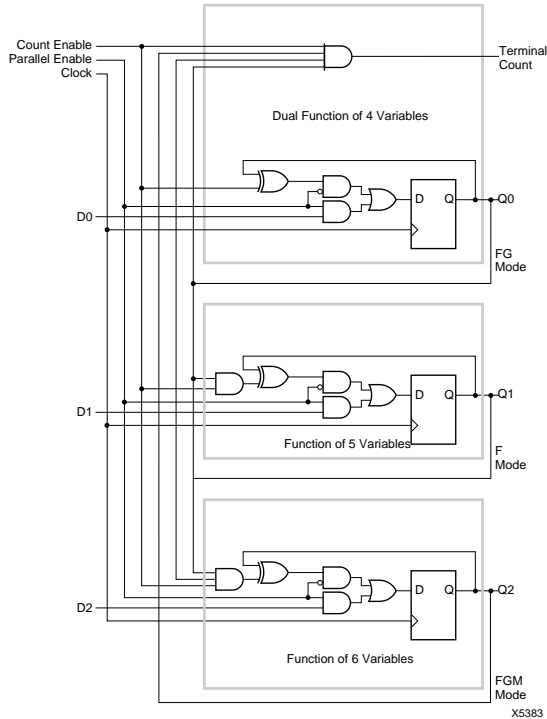 Count Enable
Parallel Enable
Clock
Terminal
Count
Dual Function of 4 Variables
D0
D Q
Q0
FG
Mode
D1
D Q
Q1
Function of 5 Variables
F
Mode
D2
D Q
Q2
Function of 6 Variables
FGM
Mode
X5383